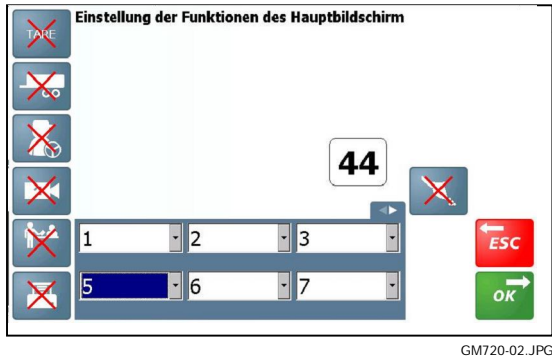 Einstellung der Funktionen des Hauptbildschirm
TARE
44
1 2 3
ESC
5 6 7
OK
GM720-02.JPG